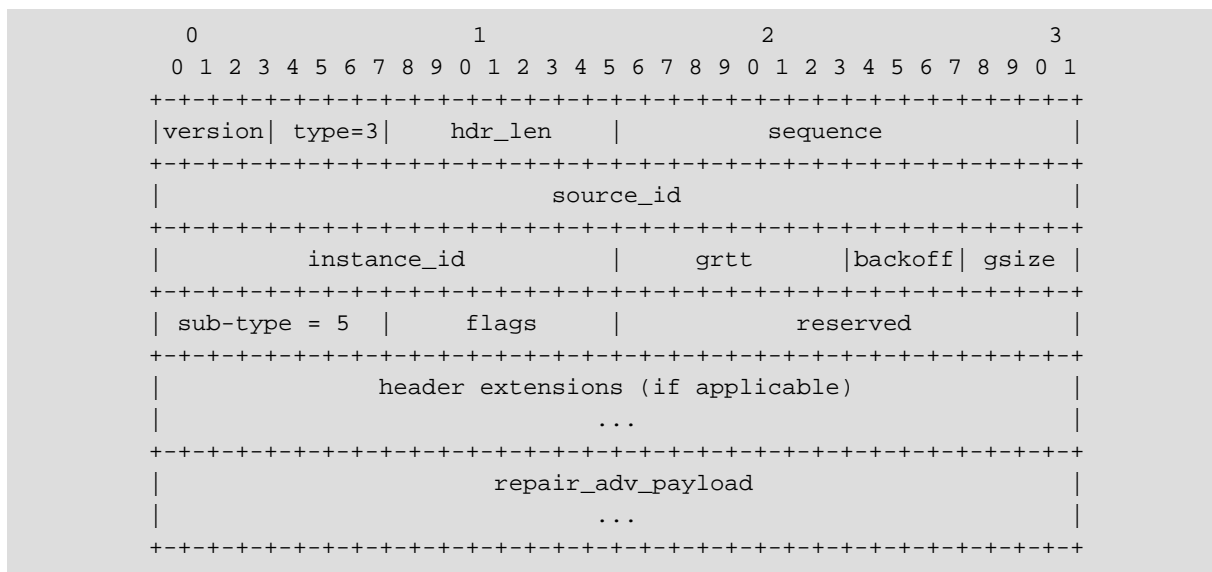 0                   1                   2                   3
 0 1 2 3 4 5 6 7 8 9 0 1 2 3 4 5 6 7 8 9 0 1 2 3 4 5 6 7 8 9 0 1
+-+-+-+-+-+-+-+-+-+-+-+-+-+-+-+-+-+-+-+-+-+-+-+-+-+-+-+-+-+-+-+-+
|version| type=3|    hdr_len    |          sequence             |
+-+-+-+-+-+-+-+-+-+-+-+-+-+-+-+-+-+-+-+-+-+-+-+-+-+-+-+-+-+-+-+-+
|                           source_id                           |
+-+-+-+-+-+-+-+-+-+-+-+-+-+-+-+-+-+-+-+-+-+-+-+-+-+-+-+-+-+-+-+-+
|          instance_id          |     grtt      |backoff| gsize |
+-+-+-+-+-+-+-+-+-+-+-+-+-+-+-+-+-+-+-+-+-+-+-+-+-+-+-+-+-+-+-+-+
| sub-type = 5  |     flags     |            reserved           |
+-+-+-+-+-+-+-+-+-+-+-+-+-+-+-+-+-+-+-+-+-+-+-+-+-+-+-+-+-+-+-+-+
|               header extensions (if applicable)               |
|                              ...                              |
+-+-+-+-+-+-+-+-+-+-+-+-+-+-+-+-+-+-+-+-+-+-+-+-+-+-+-+-+-+-+-+-+
|                       repair_adv_payload                      |
|                              ...                              |
+-+-+-+-+-+-+-+-+-+-+-+-+-+-+-+-+-+-+-+-+-+-+-+-+-+-+-+-+-+-+-+-+